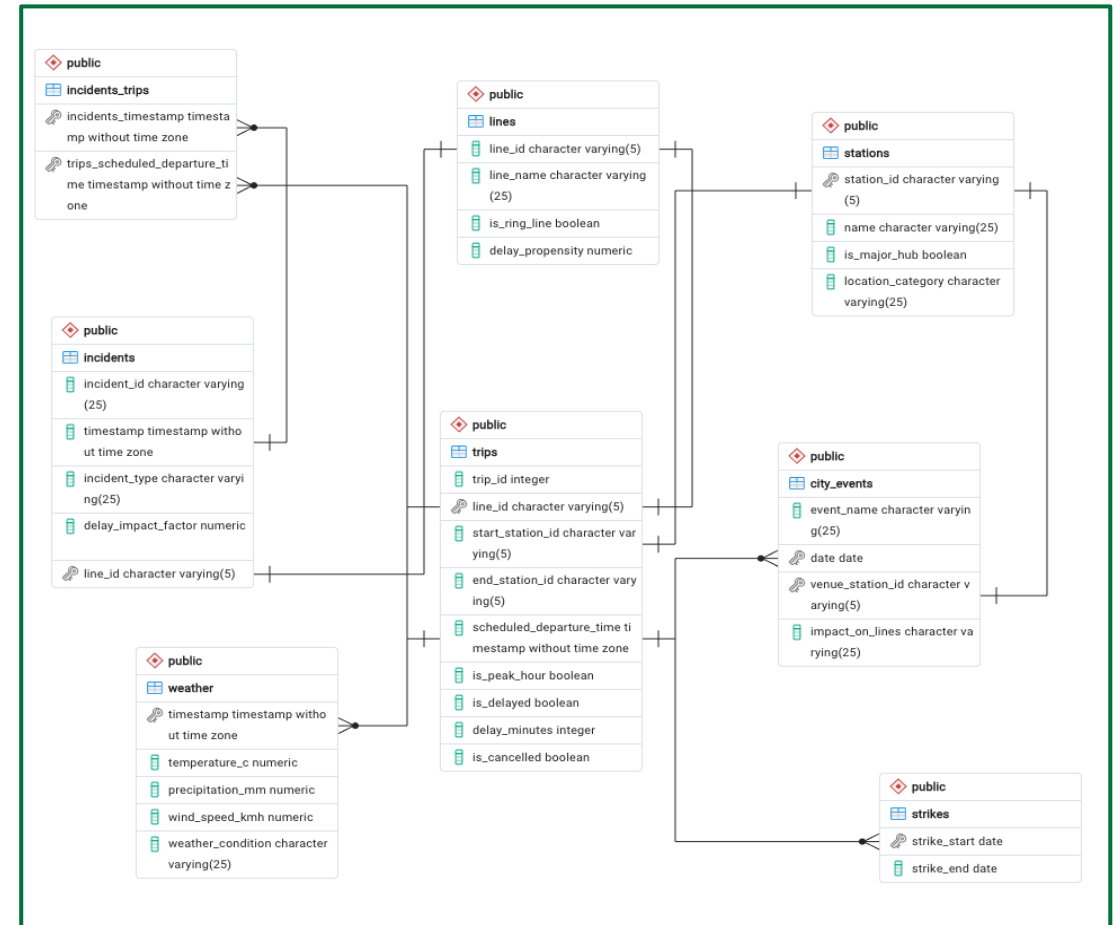 public
incidents_trips
incidents_timestamp timesta
mp without time zone
trips_scheduled_departure_ti
me timestamp without time z
one
public
lines
line_id character varying(5)
line_name character varying
(25)
is_ring_line boolean
delay_propensity numeric
public
stations
station_id character varying
(5)
name character varying(25)
is_major_hub boolean
location_category character
varying(25)
public
incidents
incident_id character varying
(25)
timestamp timestamp witho
ut time zone
incident_type character varyi
ng(25)
delay_impact_factor numeric
line_id character varying(5)
public
trips
trip_id integer
line_id character varying(5)
start_station_id character var
ying(5)
end_station_id character vary
ing(5)
scheduled_departure_time ti
mestamp without time zone
is_peak_hour boolean
is_delayed boolean
delay_minutes integer
is_cancelled boolean
public
city_events
event_name character varyin
g(25)
date date
venue_station_id character v
arying(5)
impact_on_lines character va
rying(25)
public
weather
timestamp timestamp witho
ut time zone
temperature_c numeric
precipitation_mm numeric
wind_speed_kmh numeric
weather_condition character
varying(25)
public
strikes
strike_start date
strike_end date